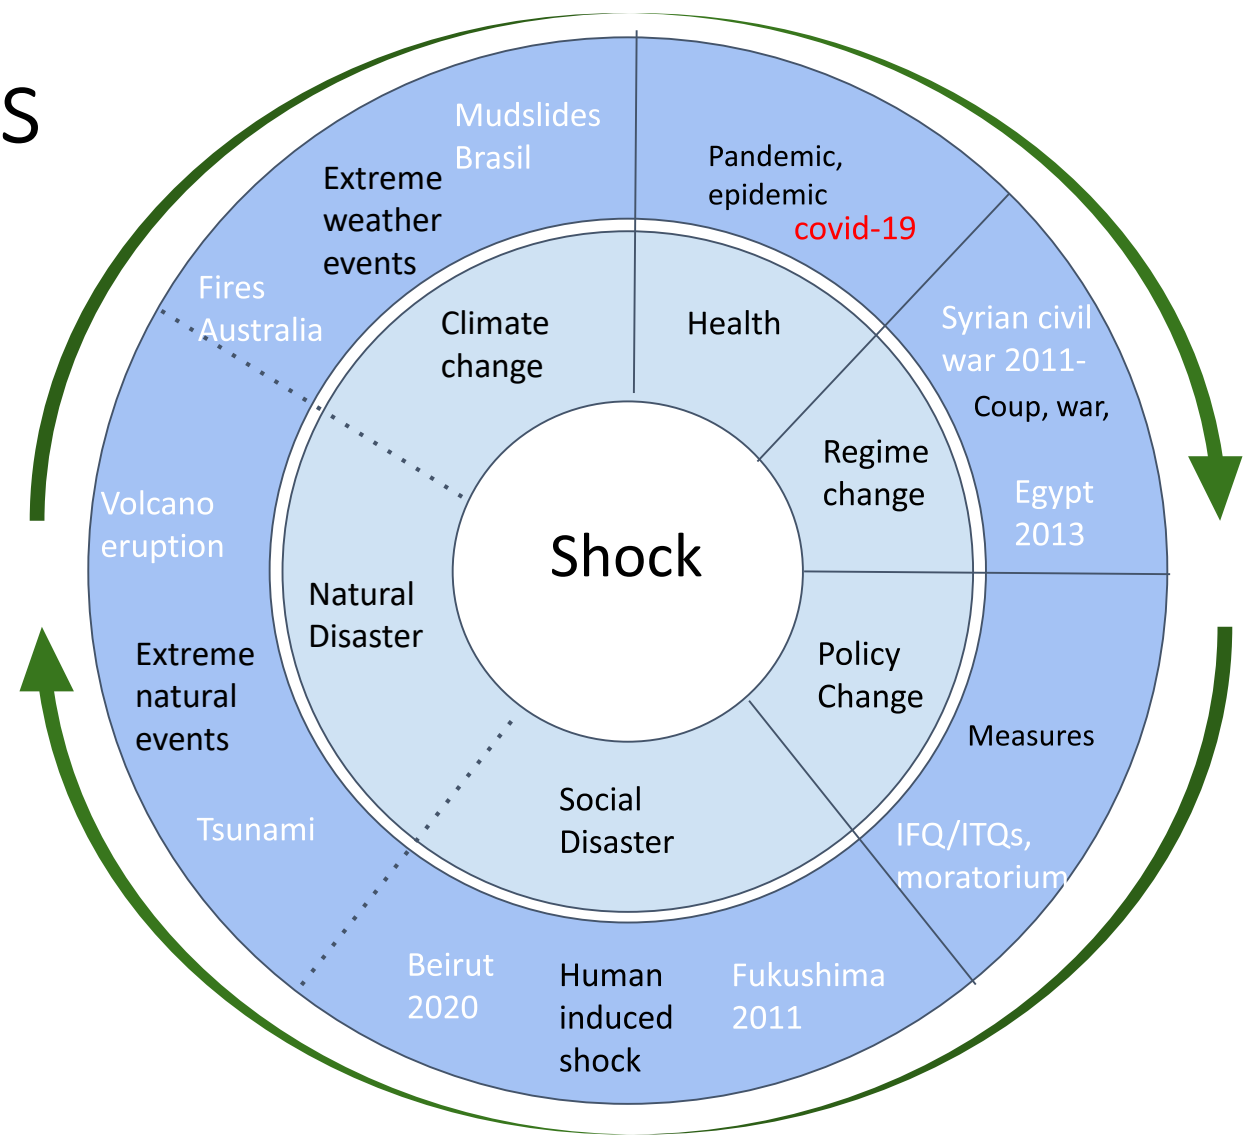 S
Mudslides
Brasil
Extreme
weather
events
Fires
Australia
Pandemic,
epidemic
covid-19
Climate
change
Health
Syrian civil
war 2011-
Coup, war,
Egypt
2013
Regime
change
Volcano
eruption
Shock
Natural
Disaster
Extreme
natural
events
Tsunami
Policy
Change
Measures
IFQ/ITQs,
moratorium
Social
Disaster
Beirut
2020
Human
induced
shock
Fukushima
2011